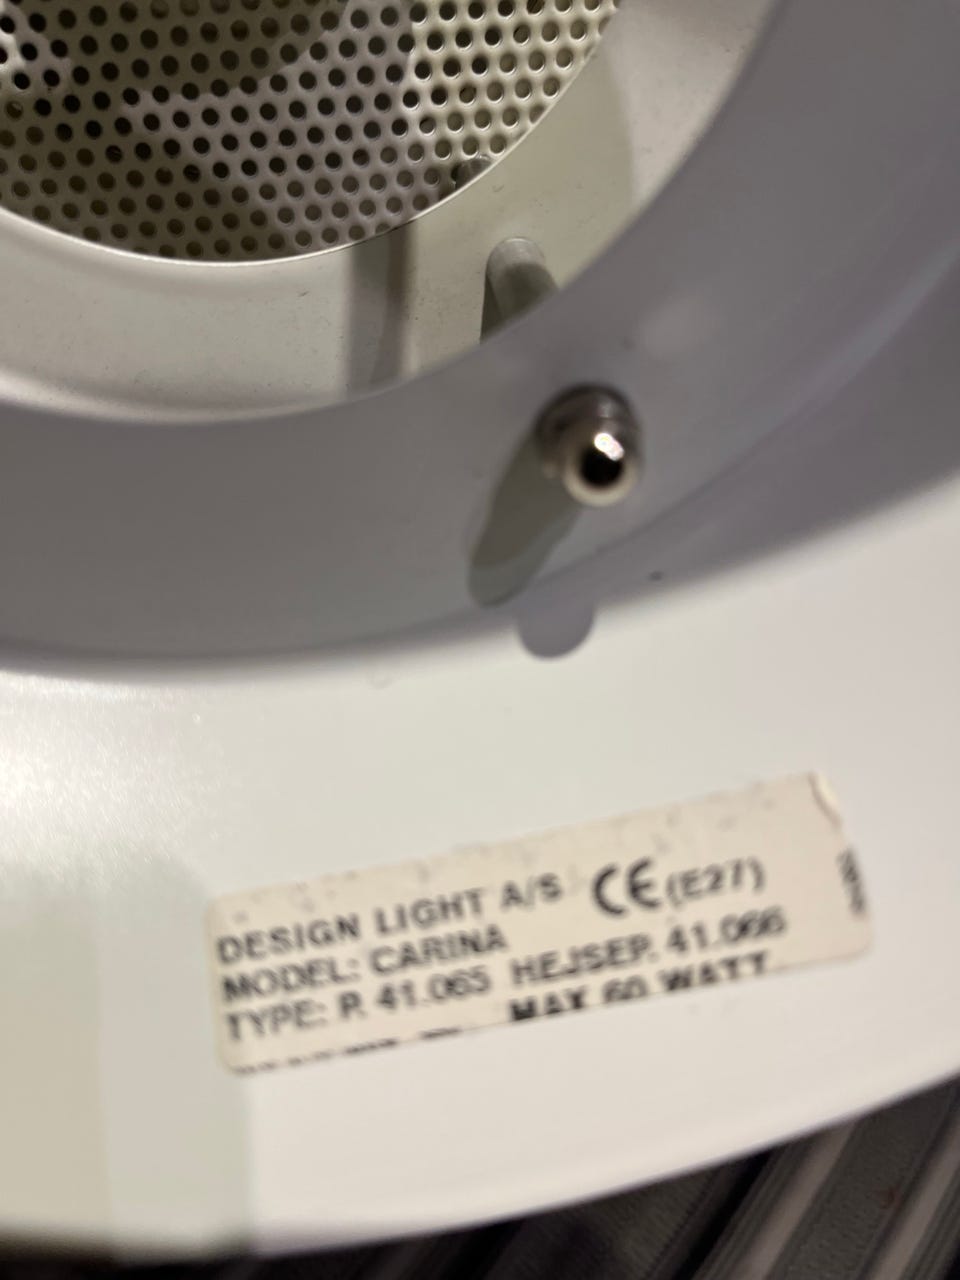 DESIGN LIGHT A/S CE (E27)
MODEL: CARINA
TYPE: P. 41.065 HEJSEP. 41.066
MAX 60 WATT